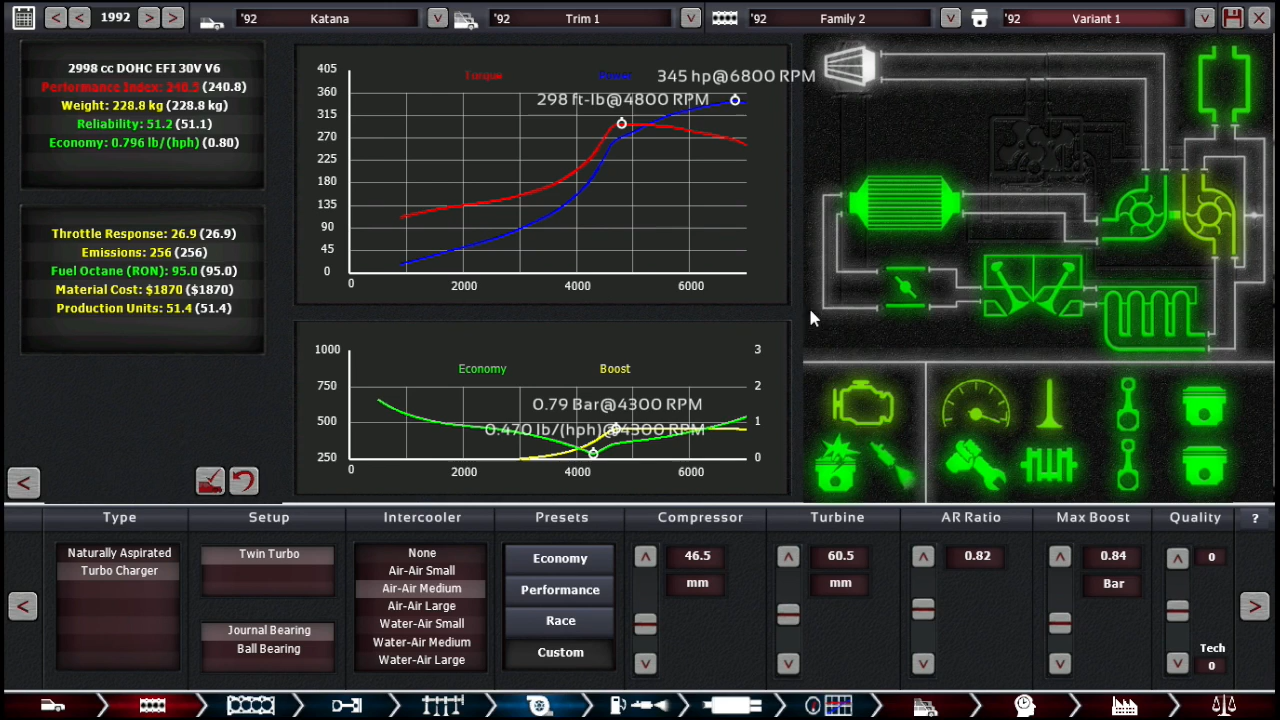 1992
'92 Katana
'92 Trim 1
'92 Family 2
'92 Variant 1
2998 cc DOHC EFI 30V V6
Performance Index: 240.5 (240.8)
Weight: 228.8 kg (228.8 kg)
Reliability: 51.2 (51.1)
Economy: 0.796 lb/(hph) (0.80)
Throttle Response: 26.9 (26.9)
Emissions: 256 (256)
Fuel Octane (RON): 95.0 (95.0)
Material Cost: $1870 ($1870)
Production Units: 51.4 (51.4)
405
360
315
270
225
180
135
90
45
0
Torque
Power
345 hp@6800 RPM
298 ft-lb@4800 RPM
0 2000 4000 6000
1000
750
500
250
3
2
1
0
Economy
Boost
0.79 Bar@4300 RPM
0.470 lb/(hph)@4300 RPM
0 2000 4000 6000
Type
Naturally Aspirated
Turbo Charger
Setup
Twin Turbo
Journal Bearing
Ball Bearing
Intercooler
None
Air-Air Small
Air-Air Medium
Air-Air Large
Water-Air Small
Water-Air Medium
Water-Air Large
Presets
Economy
Performance
Race
Custom
Compressor
46.5
mm
Turbine
60.5
mm
AR Ratio
0.82
Max Boost
0.84
Bar
Quality
0
Tech
0
?